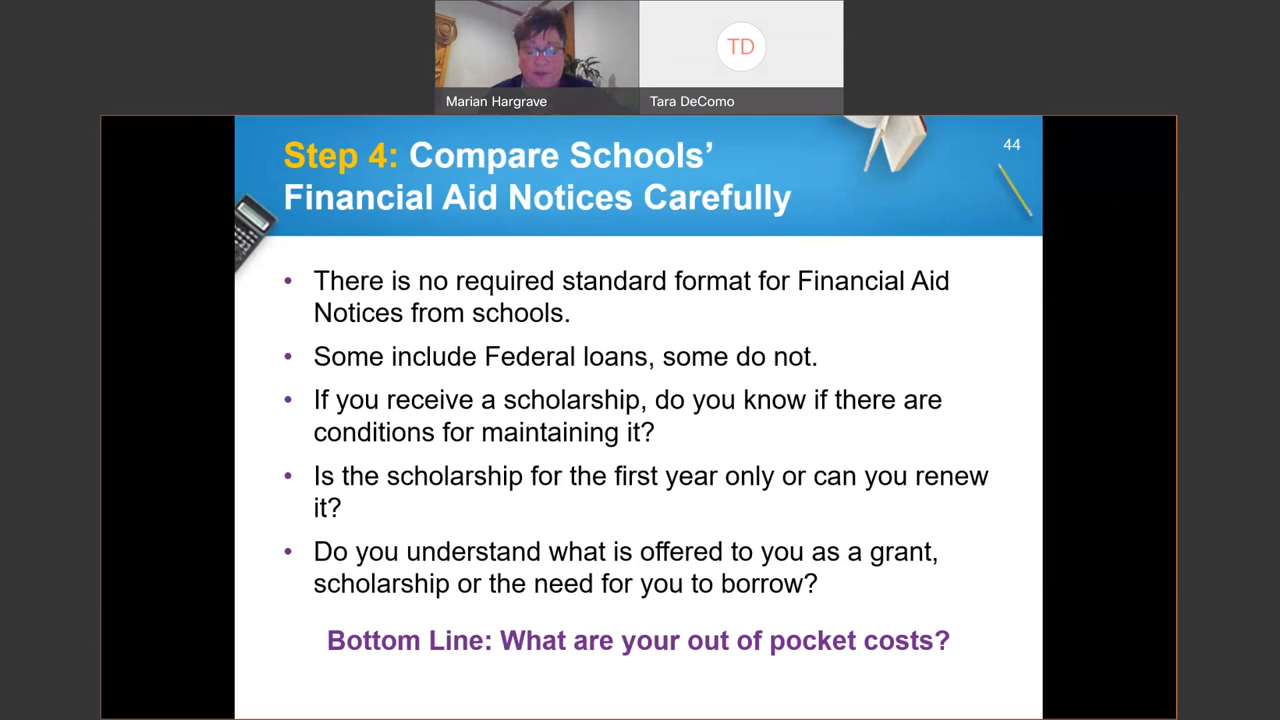 TD
Marian Hargrave
Tara DeComo
44
Step 4: Compare Schools’
Financial Aid Notices Carefully
• There is no required standard format for Financial Aid
Notices from schools.
• Some include Federal loans, some do not.
• If you receive a scholarship, do you know if there are
conditions for maintaining it?
• Is the scholarship for the first year only or can you renew
it?
• Do you understand what is offered to you as a grant,
scholarship or the need for you to borrow?
Bottom Line: What are your out of pocket costs?